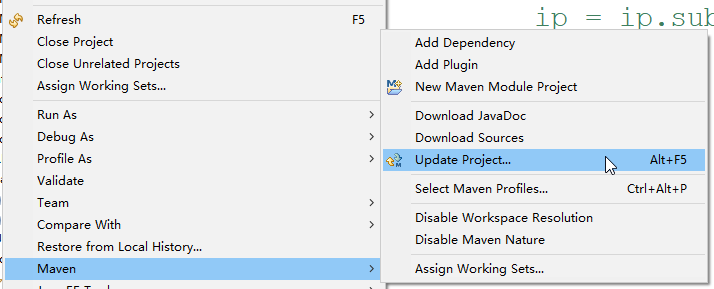 Refresh F5
Close Project
Close Unrelated Projects
Assign Working Sets...
Run As
Debug As
Profile As
Validate
Team
Compare With
Restore from Local History...
Maven
ip = ip.sub
Add Dependency
Add Plugin
New Maven Module Project
Download JavaDoc
Download Sources
Update Project... Alt+F5
Select Maven Profiles... Ctrl+Alt+P
Disable Workspace Resolution
Disable Maven Nature
Assign Working Sets...